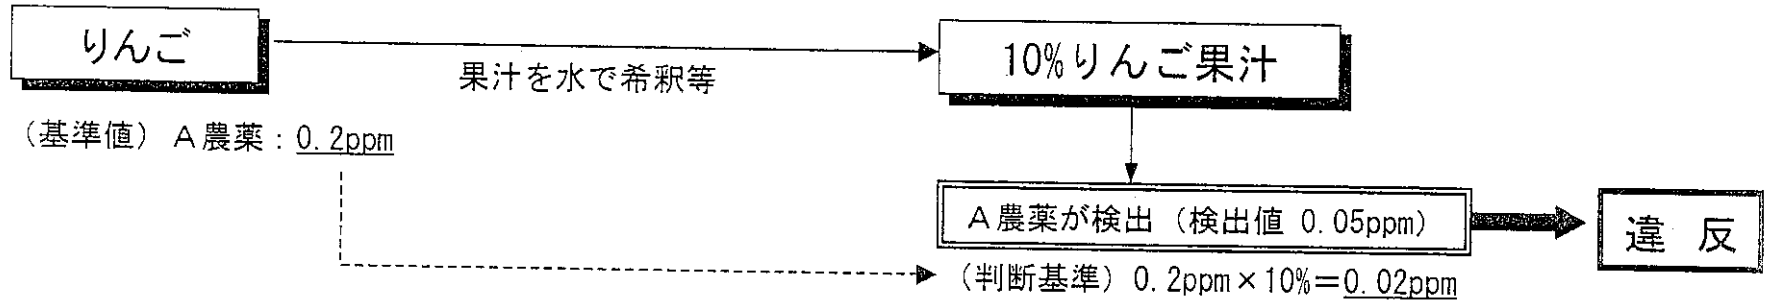 りんご
果汁を水で希釈等
10%りんご果汁
(基準値) A農薬:0.2ppm
A農薬が検出(検出値 0.05ppm)
違 反
(判断基準) 0.2ppm×10%=0.02ppm